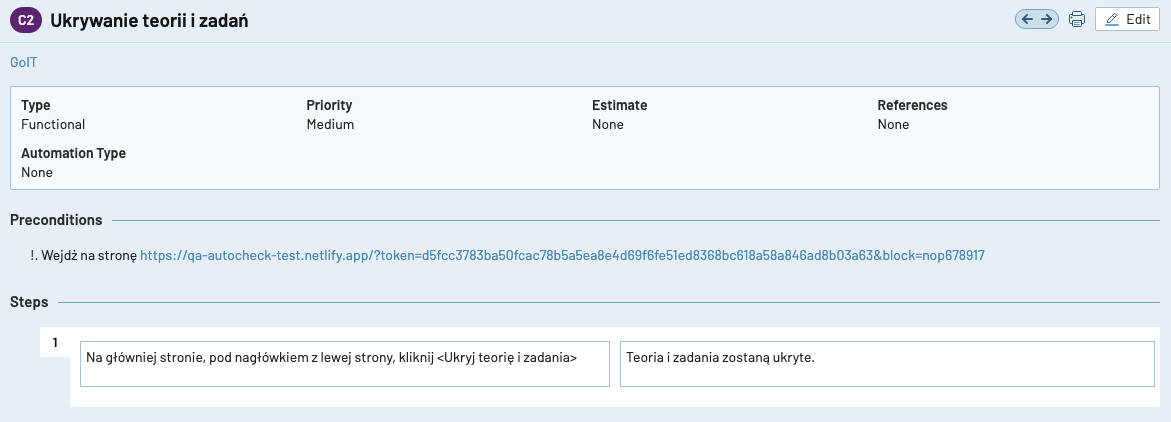 C2 Ukrywanie teorii i zadań
Edit
GoIT
Type Priority Estimate References
Functional Medium None None
Automation Type
None
Preconditions
!. Wejdż na stronę https://qa-autocheck-test.netlify.app/?token=d5fcc3783ba50fcac78b5a5ea8e4d69f6fe51ed8368bc618a58a846ad8b03a63&block=nop678917
Steps
1
Na główniej stronie, pod nagłówkiem z lewej strony, kliknij <Ukryj teorię i zadania>
Teoria i zadania zostaną ukryte.